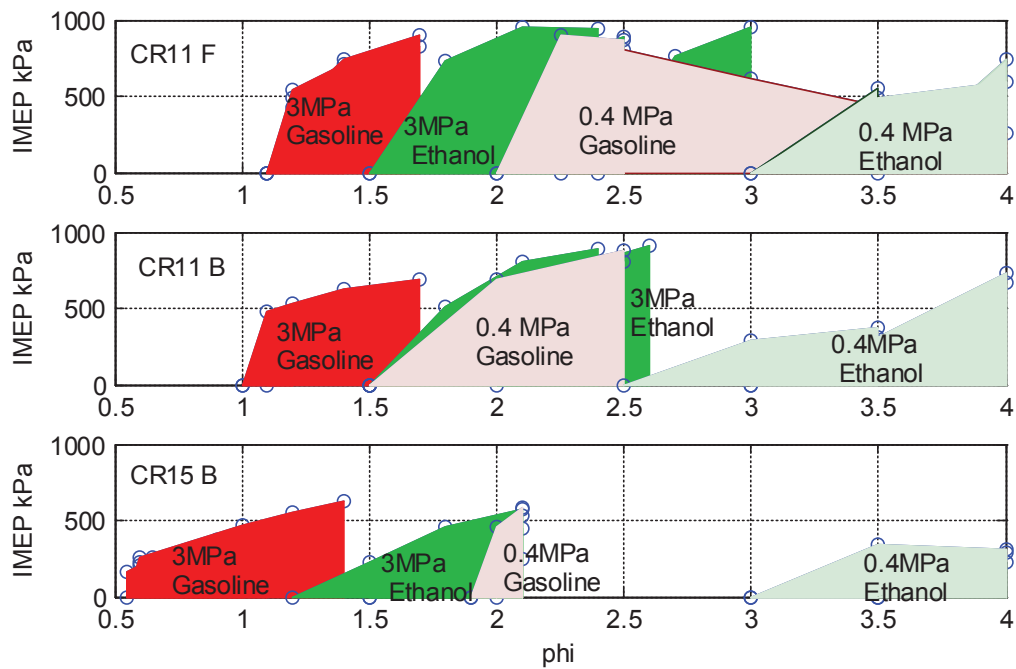 1000
500
0
IMEP kPa
CR11 F
3MPa
Gasoline
3MPa
Ethanol
0.4 MPa
Gasoline
0.4 MPa
Ethanol
0.5 1 1.5 2 2.5 3 3.5 4
1000
500
0
IMEP kPa
CR11 B
3MPa
Gasoline
0.4 MPa
Gasoline
3MPa
Ethanol
0.4MPa
Ethanol
0.5 1 1.5 2 2.5 3 3.5 4
1000
500
0
IMEP kPa
CR15 B
3MPa
Gasoline
3MPa
Ethanol
0.4MPa
Gasoline
0.4MPa
Ethanol
0.5 1 1.5 2 2.5 3 3.5 4
phi